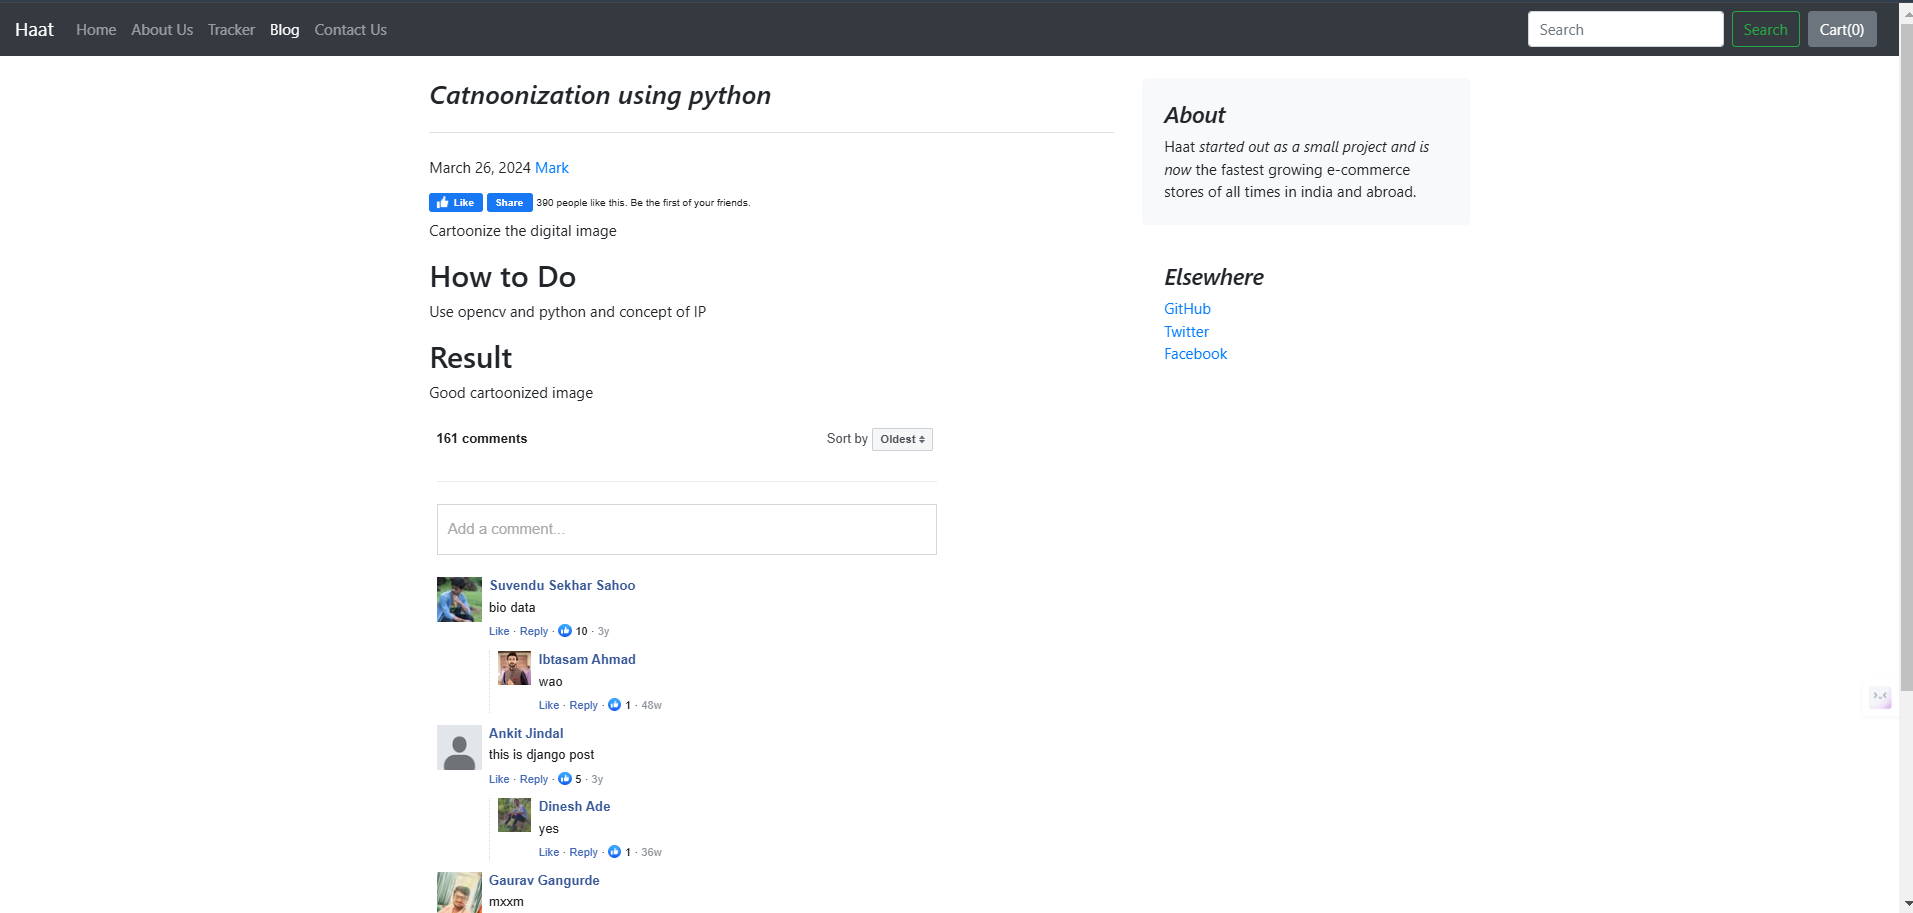 Haat Home About Us Tracker Blog Contact Us Search Search Cart(0)
Catnoonization using python
March 26, 2024 Mark
Like Share 390 people like this. Be the first of your friends.
Cartoonize the digital image
How to Do
Use opencv and python and concept of IP
Result
Good cartoonized image
161 comments Sort by Oldest
Add a comment...
Suvendu Sekhar Sahoo
bio data
Like · Reply · 10 · 3y
Ibtasam Ahmad
wao
Like · Reply · 1 · 48w
Ankit Jindal
this is django post
Like · Reply · 5 · 3y
Dinesh Ade
yes
Like · Reply · 1 · 36w
Gaurav Gangurde
mxxm
About
Haat started out as a small project and is
now the fastest growing e-commerce
stores of all times in india and abroad.
Elsewhere
GitHub
Twitter
Facebook